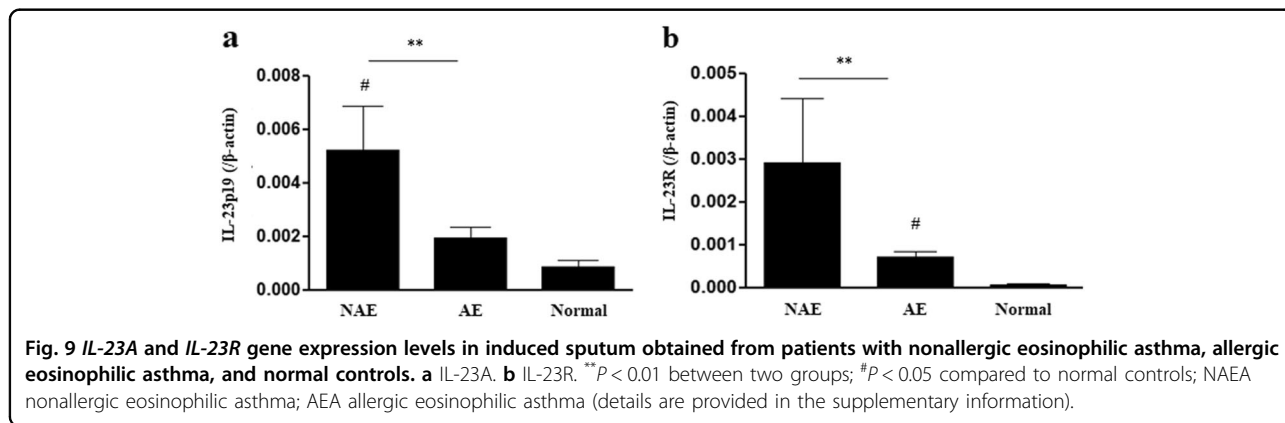 a
**
0.008
#
0.006
0.004
0.002
0.000
IL-23p19 (/β-actin)
NAE AE Normal
b
**
0.005
0.004
0.003
0.002
#
0.001
0.000
IL-23R (/β-actin)
NAE AE Normal
Fig. 9 IL-23A and IL-23R gene expression levels in induced sputum obtained from patients with nonallergic eosinophilic asthma, allergic
eosinophilic asthma, and normal controls. a IL-23A. b IL-23R. **P < 0.01 between two groups; #P < 0.05 compared to normal controls; NAEA
nonallergic eosinophilic asthma; AEA allergic eosinophilic asthma (details are provided in the supplementary information).